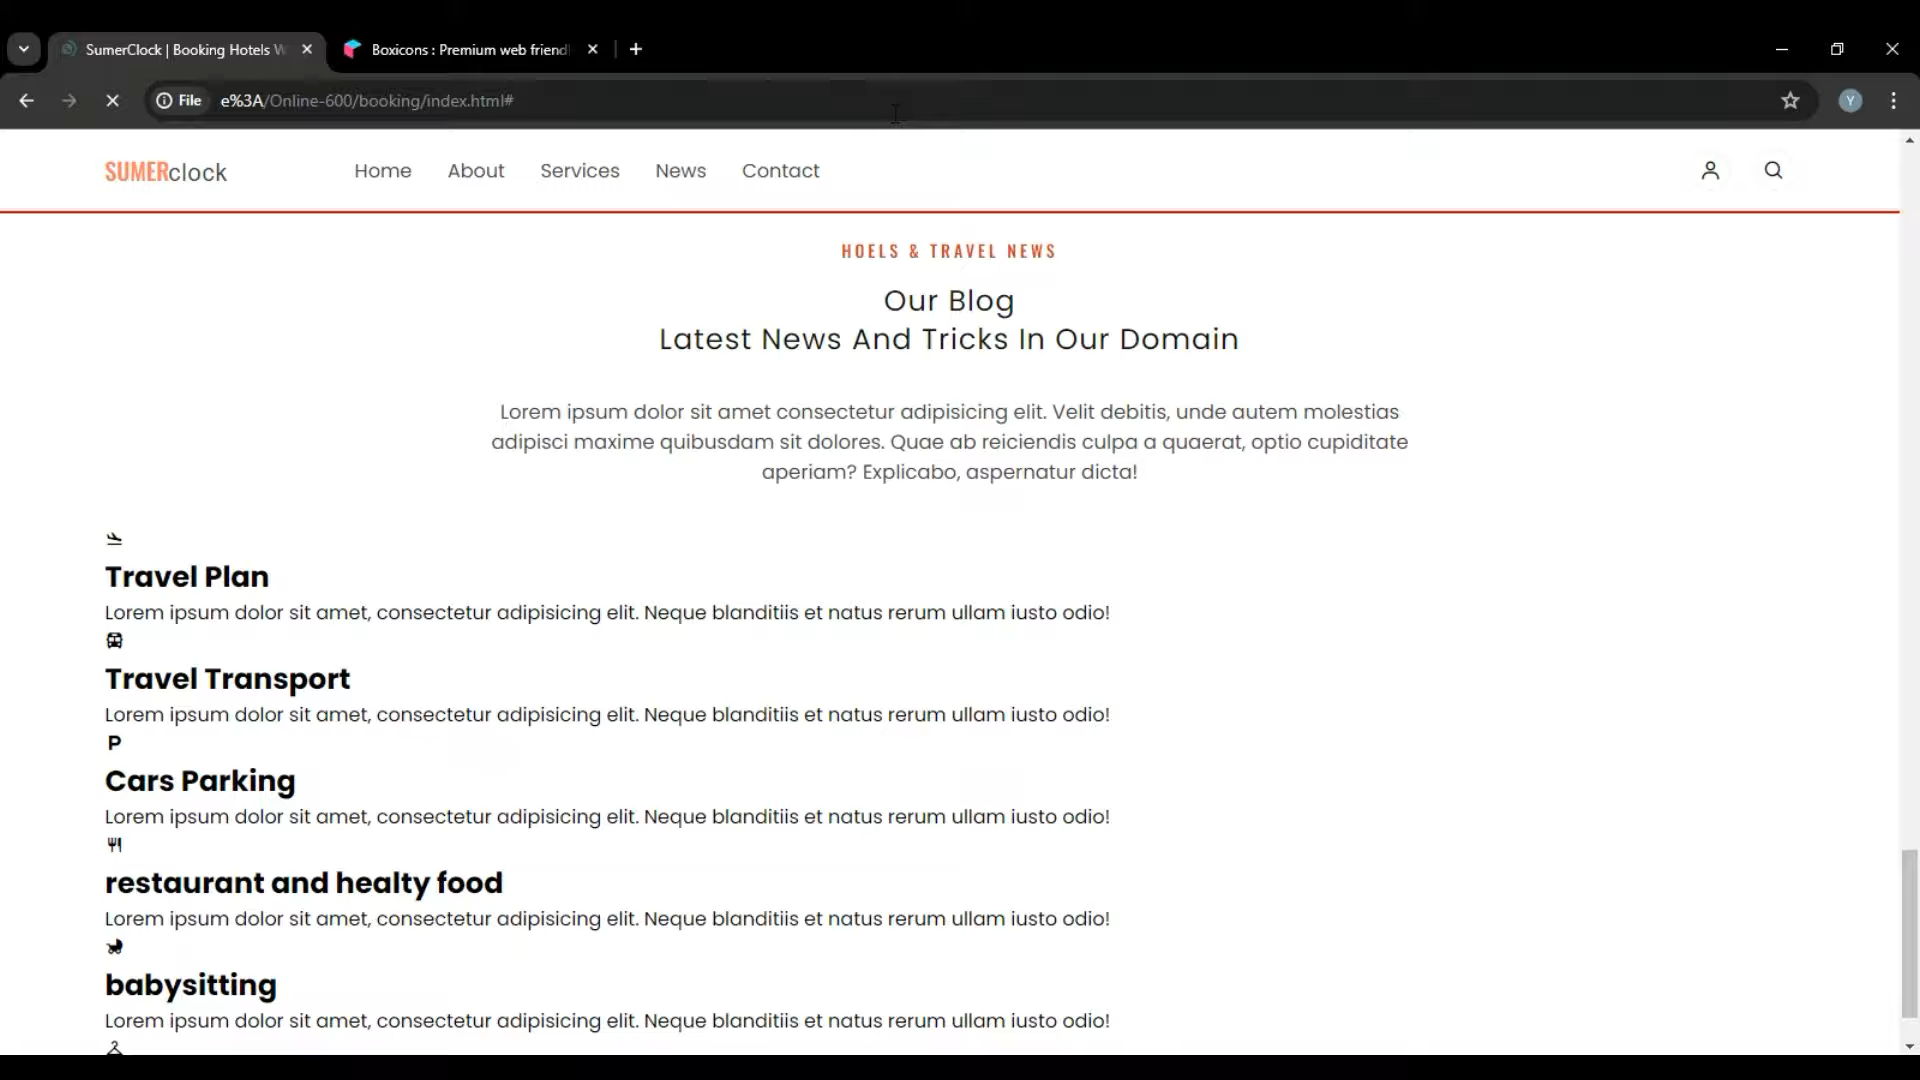 SumerClock | Booking Hotels W
Boxicons : Premium web friend
File
e%3A/Online-600/booking/index.html#
Y
SUMERclock
Home
About
Services
News
Contact
HOELS & TRAVEL NEWS
Our Blog
Latest News And Tricks In Our Domain
Lorem ipsum dolor sit amet consectetur adipisicing elit. Velit debitis, unde autem molestias
adipisci maxime quibusdam sit dolores. Quae ab reiciendis culpa a quaerat, optio cupiditate
aperiam? Explicabo, aspernatur dicta!
Travel Plan
Lorem ipsum dolor sit amet, consectetur adipisicing elit. Neque blanditiis et natus rerum ullam iusto odio!
Travel Transport
Lorem ipsum dolor sit amet, consectetur adipisicing elit. Neque blanditiis et natus rerum ullam iusto odio!
P
Cars Parking
Lorem ipsum dolor sit amet, consectetur adipisicing elit. Neque blanditiis et natus rerum ullam iusto odio!
restaurant and healty food
Lorem ipsum dolor sit amet, consectetur adipisicing elit. Neque blanditiis et natus rerum ullam iusto odio!
babysitting
Lorem ipsum dolor sit amet, consectetur adipisicing elit. Neque blanditiis et natus rerum ullam iusto odio!